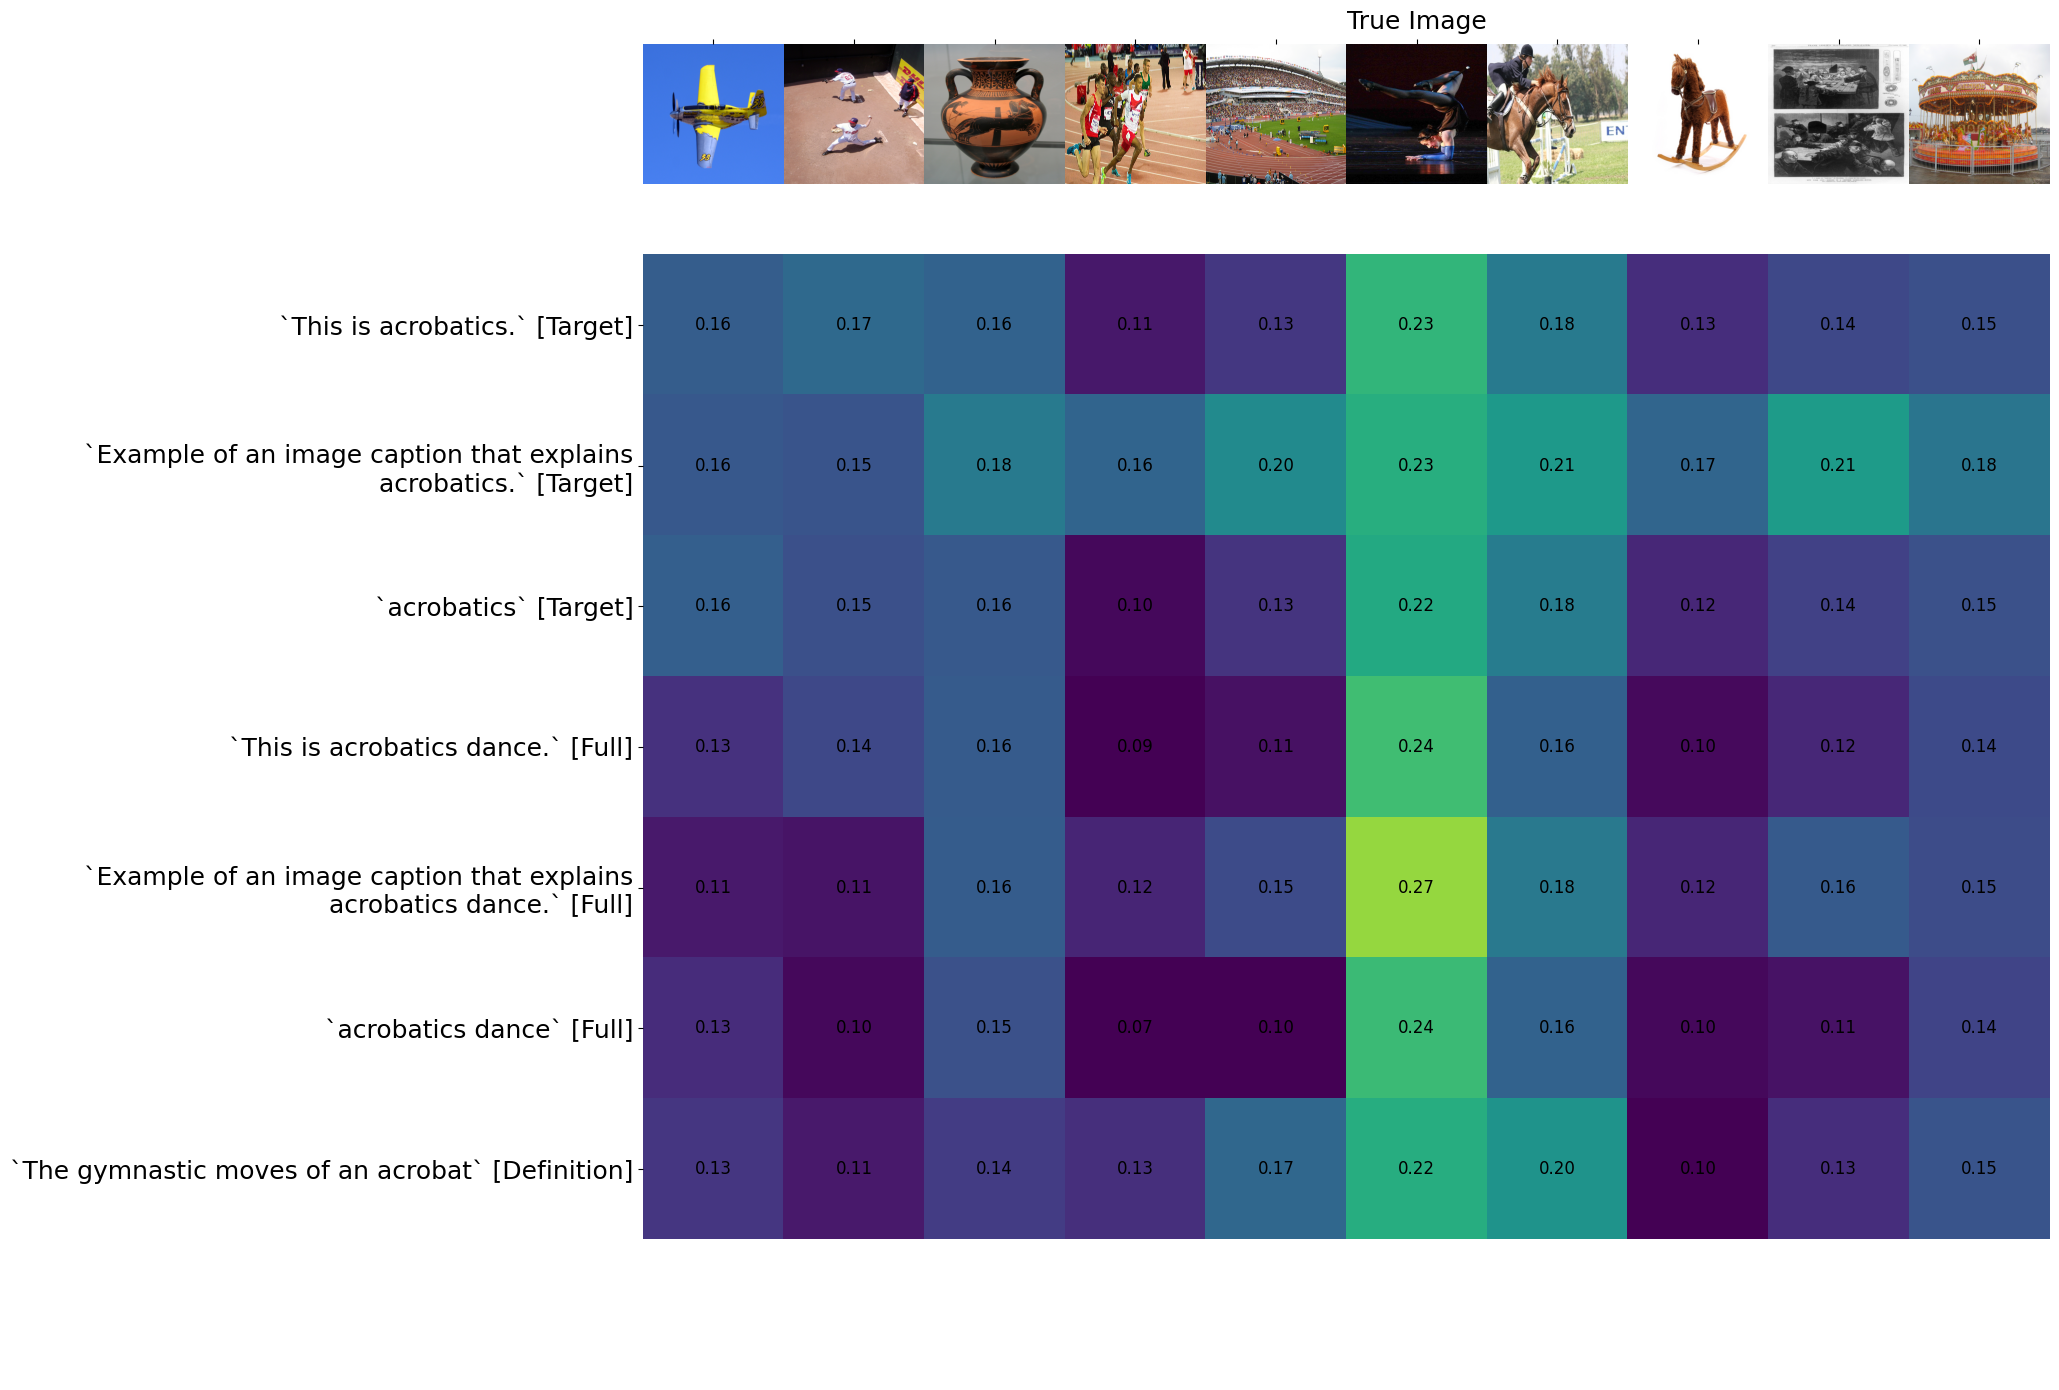 True Image
DHL
ENT
`This is acrobatics.` [Target]
0.16 0.17 0.16 0.11 0.13 0.23 0.18 0.13 0.14 0.15
`Example of an image caption that explains
acrobatics.` [Target]
0.16 0.15 0.18 0.16 0.20 0.23 0.21 0.17 0.21 0.18
`acrobatics` [Target]
0.16 0.15 0.16 0.10 0.13 0.22 0.18 0.12 0.14 0.15
`This is acrobatics dance.` [Full]
0.13 0.14 0.16 0.09 0.11 0.24 0.16 0.10 0.12 0.14
`Example of an image caption that explains
acrobatics dance.` [Full]
0.11 0.11 0.16 0.12 0.15 0.27 0.18 0.12 0.16 0.15
`acrobatics dance` [Full]
0.13 0.10 0.15 0.07 0.10 0.24 0.16 0.10 0.11 0.14
`The gymnastic moves of an acrobat` [Definition]
0.13 0.11 0.14 0.13 0.17 0.22 0.20 0.10 0.13 0.15